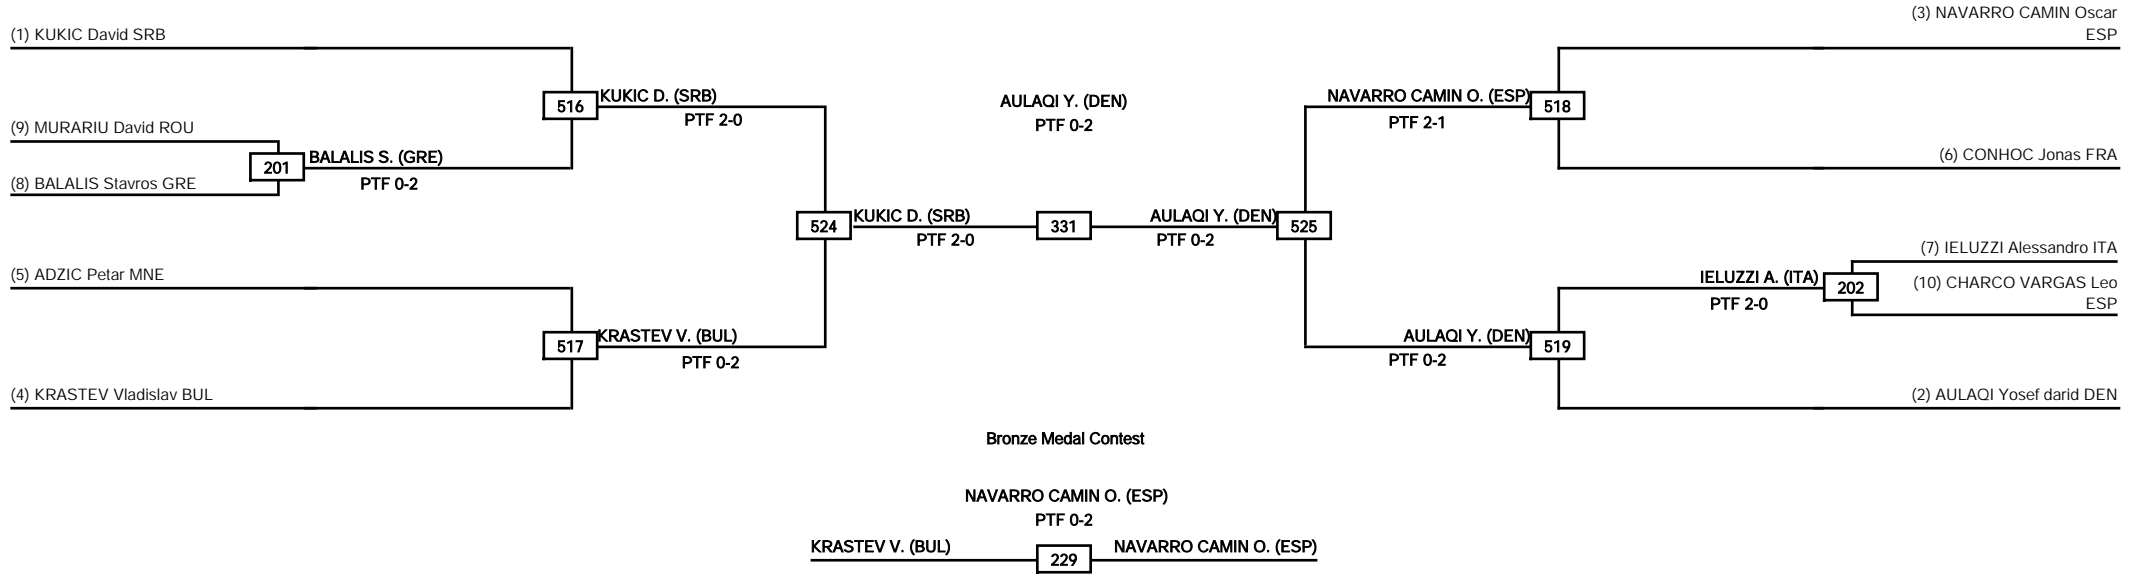 (1) KUKIC David SRB
(9) MURARIU David ROU
(8) BALALIS Stavros GRE
(5) ADZIC Petar MNE
(4) KRASTEV Vladislav BUL
201
BALALIS S. (GRE)
PTF 0-2
516
KUKIC D. (SRB)
PTF 2-0
517
KRASTEV V. (BUL)
PTF 0-2
524
KUKIC D. (SRB)
PTF 2-0
AULAQI Y. (DEN)
PTF 0-2
331
AULAQI Y. (DEN)
PTF 0-2
525
NAVARRO CAMIN O. (ESP)
PTF 2-1
518
AULAQI Y. (DEN)
PTF 0-2
519
IELUZZI A. (ITA)
PTF 2-0
202
(3) NAVARRO CAMIN Oscar
ESP
(6) CONHOC Jonas FRA
(7) IELUZZI Alessandro ITA
(10) CHARCO VARGAS Leo
ESP
(2) AULAQI Yosef darid DEN
Bronze Medal Contest
NAVARRO CAMIN O. (ESP)
PTF 0-2
KRASTEV V. (BUL)
229
NAVARRO CAMIN O. (ESP)